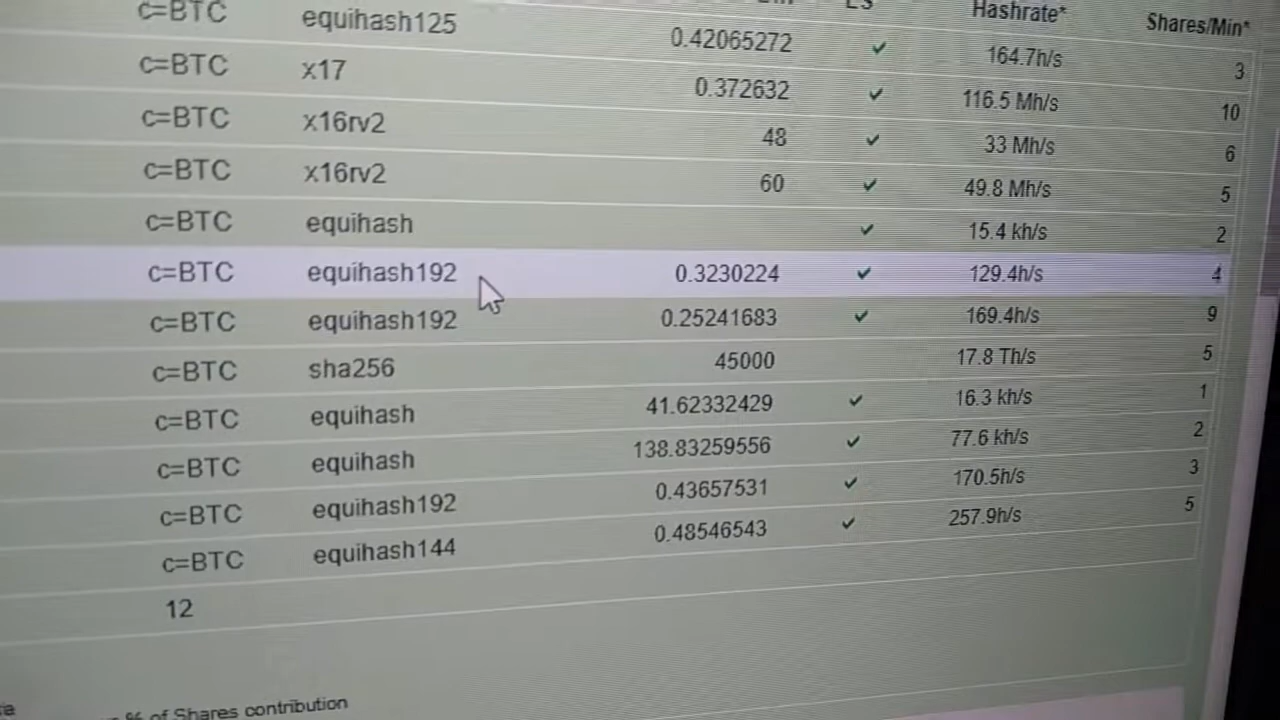 Hashrate* Shares/Min*
c=BTC equihash125 0.42065272 ✓ 164.7h/s 3
c=BTC x17 0.372632 ✓ 116.5 Mh/s 10
c=BTC x16rv2 48 ✓ 33 Mh/s 6
c=BTC x16rv2 60 ✓ 49.8 Mh/s 5
c=BTC equihash ✓ 15.4 kh/s 2
c=BTC equihash192 0.3230224 ✓ 129.4h/s 4
c=BTC equihash192 0.25241683 ✓ 169.4h/s 9
c=BTC sha256 45000 17.8 Th/s 5
c=BTC equihash 41.62332429 ✓ 16.3 kh/s 1
c=BTC equihash 138.83259556 ✓ 77.6 kh/s 2
c=BTC equihash192 0.43657531 ✓ 170.5h/s 3
c=BTC equihash144 0.48546543 ✓ 257.9h/s 5
12
% of Shares contribution